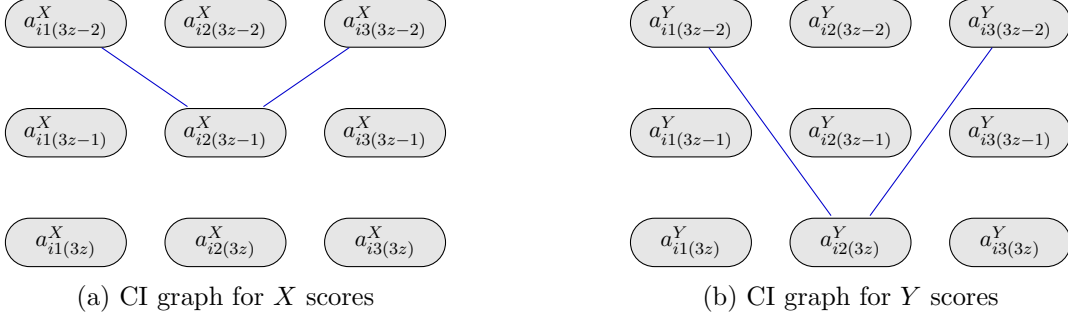 a^X_{i1(3z−2)} a^X_{i2(3z−2)} a^X_{i3(3z−2)} a^Y_{i1(3z−2)} a^Y_{i2(3z−2)} a^Y_{i3(3z−2)}
a^X_{i1(3z−1)} a^X_{i2(3z−1)} a^X_{i3(3z−1)} a^Y_{i1(3z−1)} a^Y_{i2(3z−1)} a^Y_{i3(3z−1)}
a^X_{i1(3z)} a^X_{i2(3z)} a^X_{i3(3z)} a^Y_{i1(3z)} a^Y_{i2(3z)} a^Y_{i3(3z)}
(a) CI graph for X scores (b) CI graph for Y scores